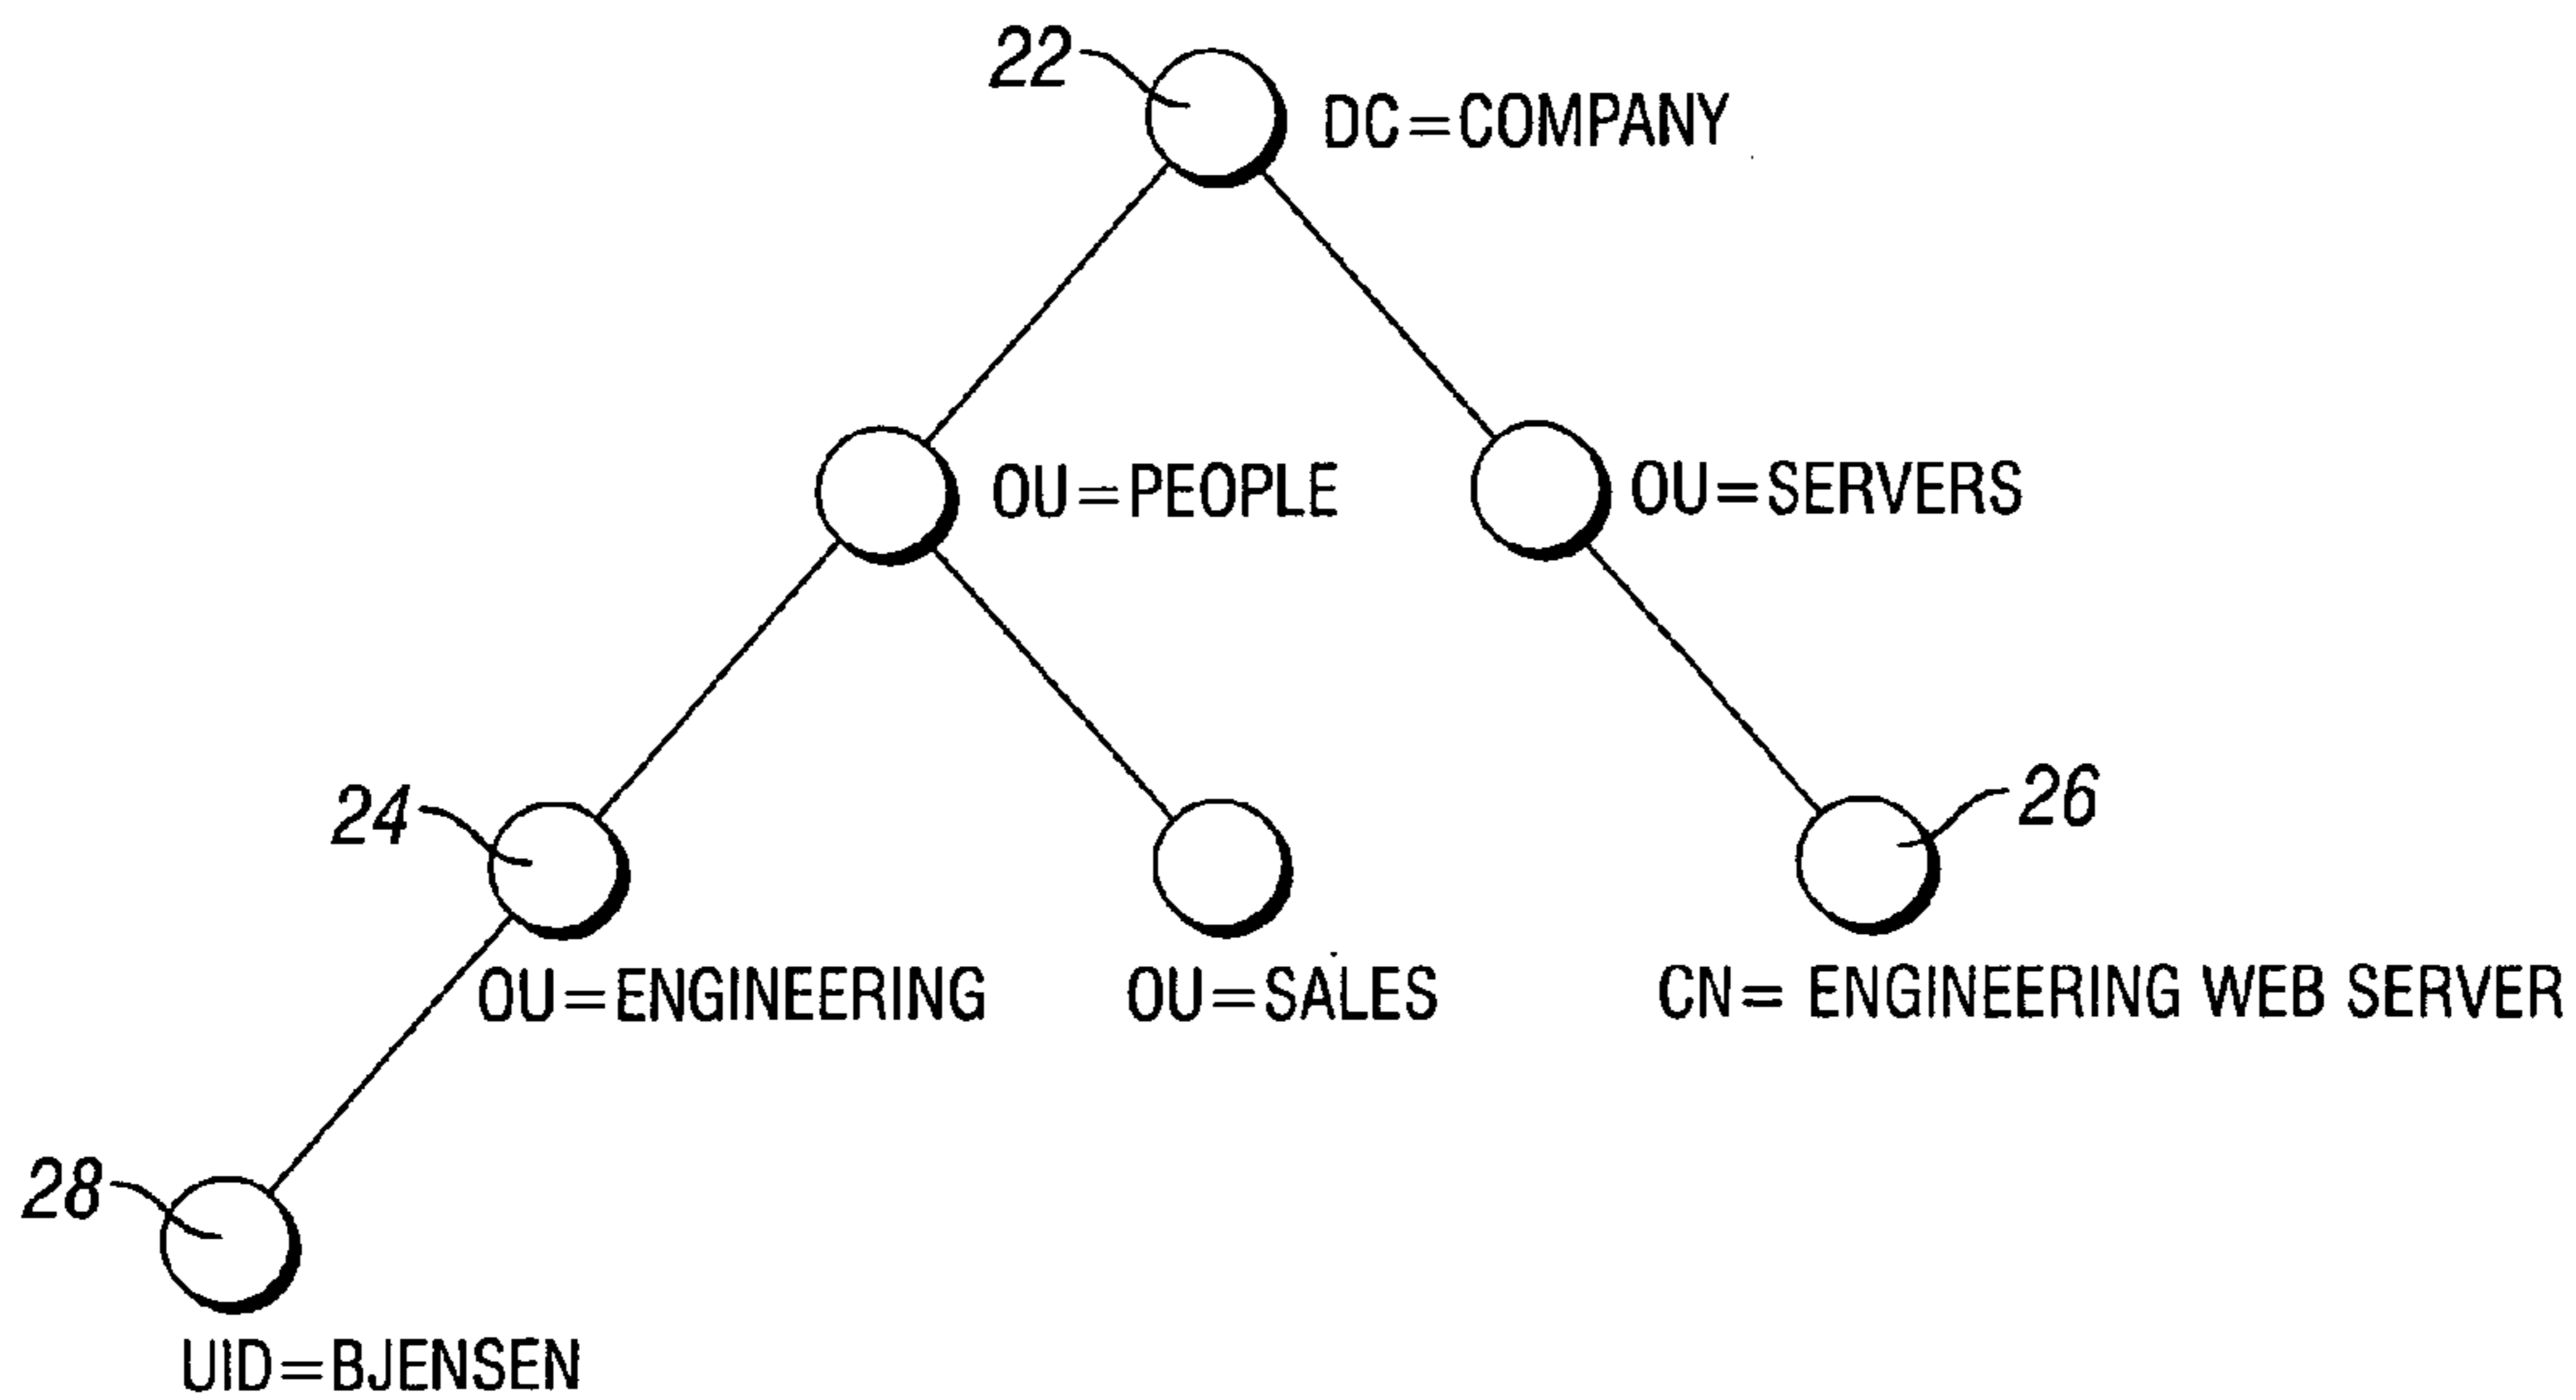 22
DC=COMPANY
OU=PEOPLE
OU=SERVERS
24
26
OU=ENGINEERING
OU=SALES
CN= ENGINEERING WEB SERVER
28
UID=BJENSEN